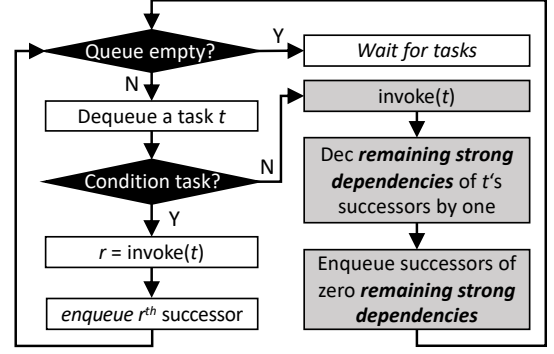 Queue empty?
Y
Wait for tasks
N
Dequeue a task t
invoke(t)
N
Condition task?
Dec remaining strong
dependencies of t's
successors by one
Y
r = invoke(t)
enqueue rth successor
Enqueue successors of
zero remaining strong
dependencies